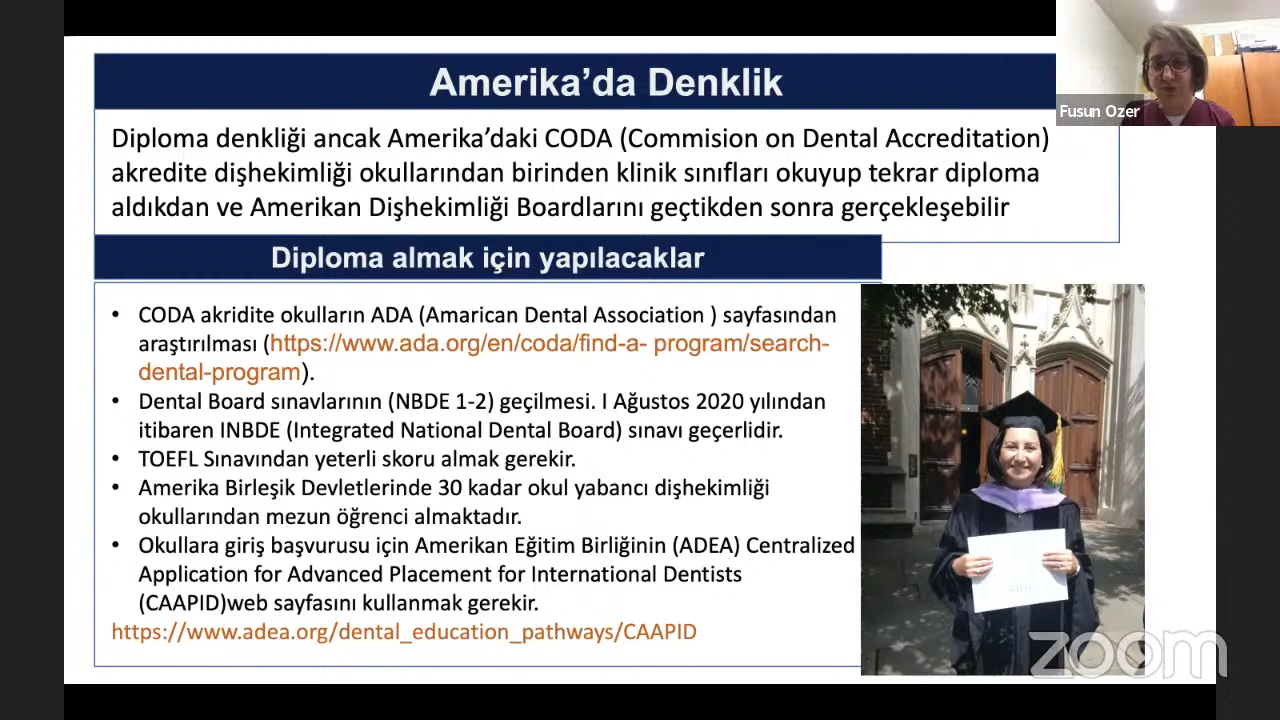 Amerika’da Denklik
Fusun Ozer
Diploma denkliği ancak Amerika’daki CODA (Commision on Dental Accreditation)
akredite dişhekimliği okullarından birinden klinik sınıfları okuyup tekrar diploma
aldıkdan ve Amerikan Dişhekimliği Boardlarını geçtikden sonra gerçekleşebilir
Diploma almak için yapılacaklar
• CODA akridite okulların ADA (Amarican Dental Association ) sayfasından
araştırılması (https://www.ada.org/en/coda/find-a- program/search-
dental-program).
• Dental Board sınavlarının (NBDE 1-2) geçilmesi. I Ağustos 2020 yılından
itibaren INBDE (Integrated National Dental Board) sınavı geçerlidir.
• TOEFL Sınavından yeterli skoru almak gerekir.
• Amerika Birleşik Devletlerinde 30 kadar okul yabancı dişhekimliği
okullarından mezun öğrenci almaktadır.
• Okullara giriş başvurusu için Amerikan Eğitim Birliğinin (ADEA) Centralized
Application for Advanced Placement for International Dentists
(CAAPID)web sayfasını kullanmak gerekir.
https://www.adea.org/dental_education_pathways/CAAPID
zoom